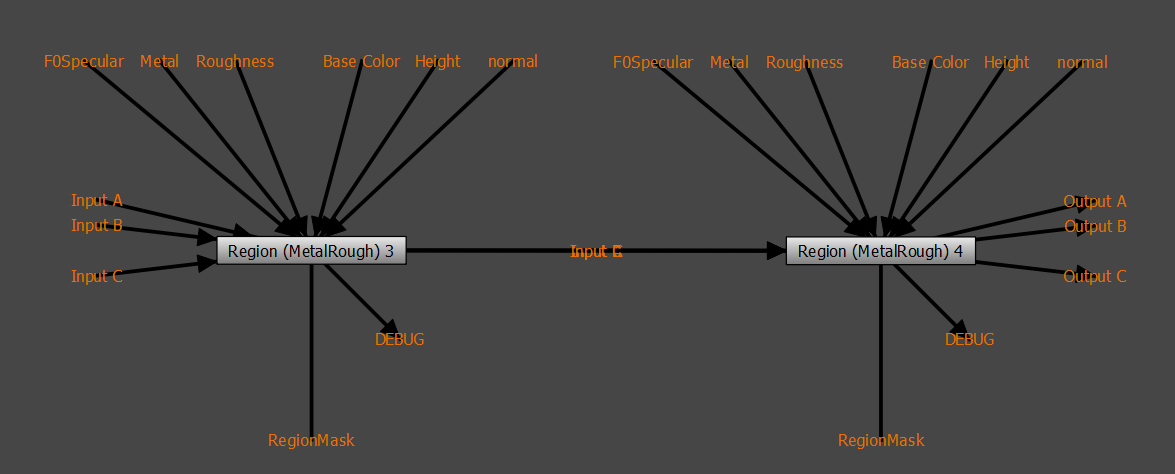 F0Specular Metal Roughness Base Color Height normal F0Specular Metal Roughness Base Color Height normal
Input A Output A
Input B Output B
Region (MetalRough) 3 Input Region (MetalRough) 4
Input C Output C
DEBUG DEBUG
RegionMask RegionMask